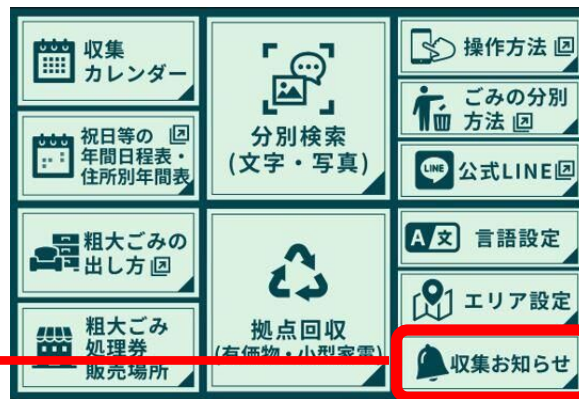 収集
カレンダー
祝日等の
年間日程表・
住所別年間表
粗大ごみの
出し方
粗大ごみ
処理券
販売場所
分別検索
(文字・写真)
拠点回収
(有価物・小型家電)
操作方法
ごみの分別
方法
LINE
公式LINE
A/文
言語設定
エリア設定
収集お知らせ